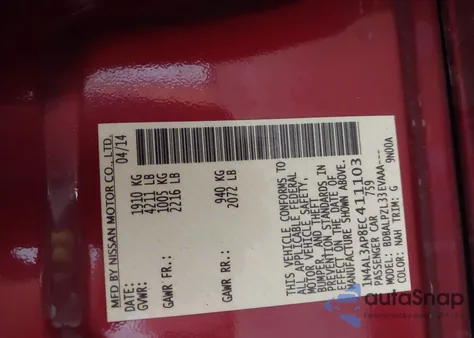 MFD BY NISSAN MOTOR CO., LTD.
DATE: 04/14
GVWR: 1910 KG
4211 LB
GAWR FR: 1005 KG
2216 LB
GAWR RR: 940 KG
2072 LB
THIS VEHICLE CONFORMS TO
ALL APPLICABLE FEDERAL
MOTOR VEHICLE SAFETY,
BUMPER, AND THEFT
PREVENTION STANDARDS IN
EFFECT ON THE DATE OF
MANUFACTURE SHOWN ABOVE.
1N4AL3AP8EC411103
PASSENGER CAR 759
MODEL: BDBALPZL33EVAAA---
COLOR: NAH TRIM: G 9N00A
autoSnap